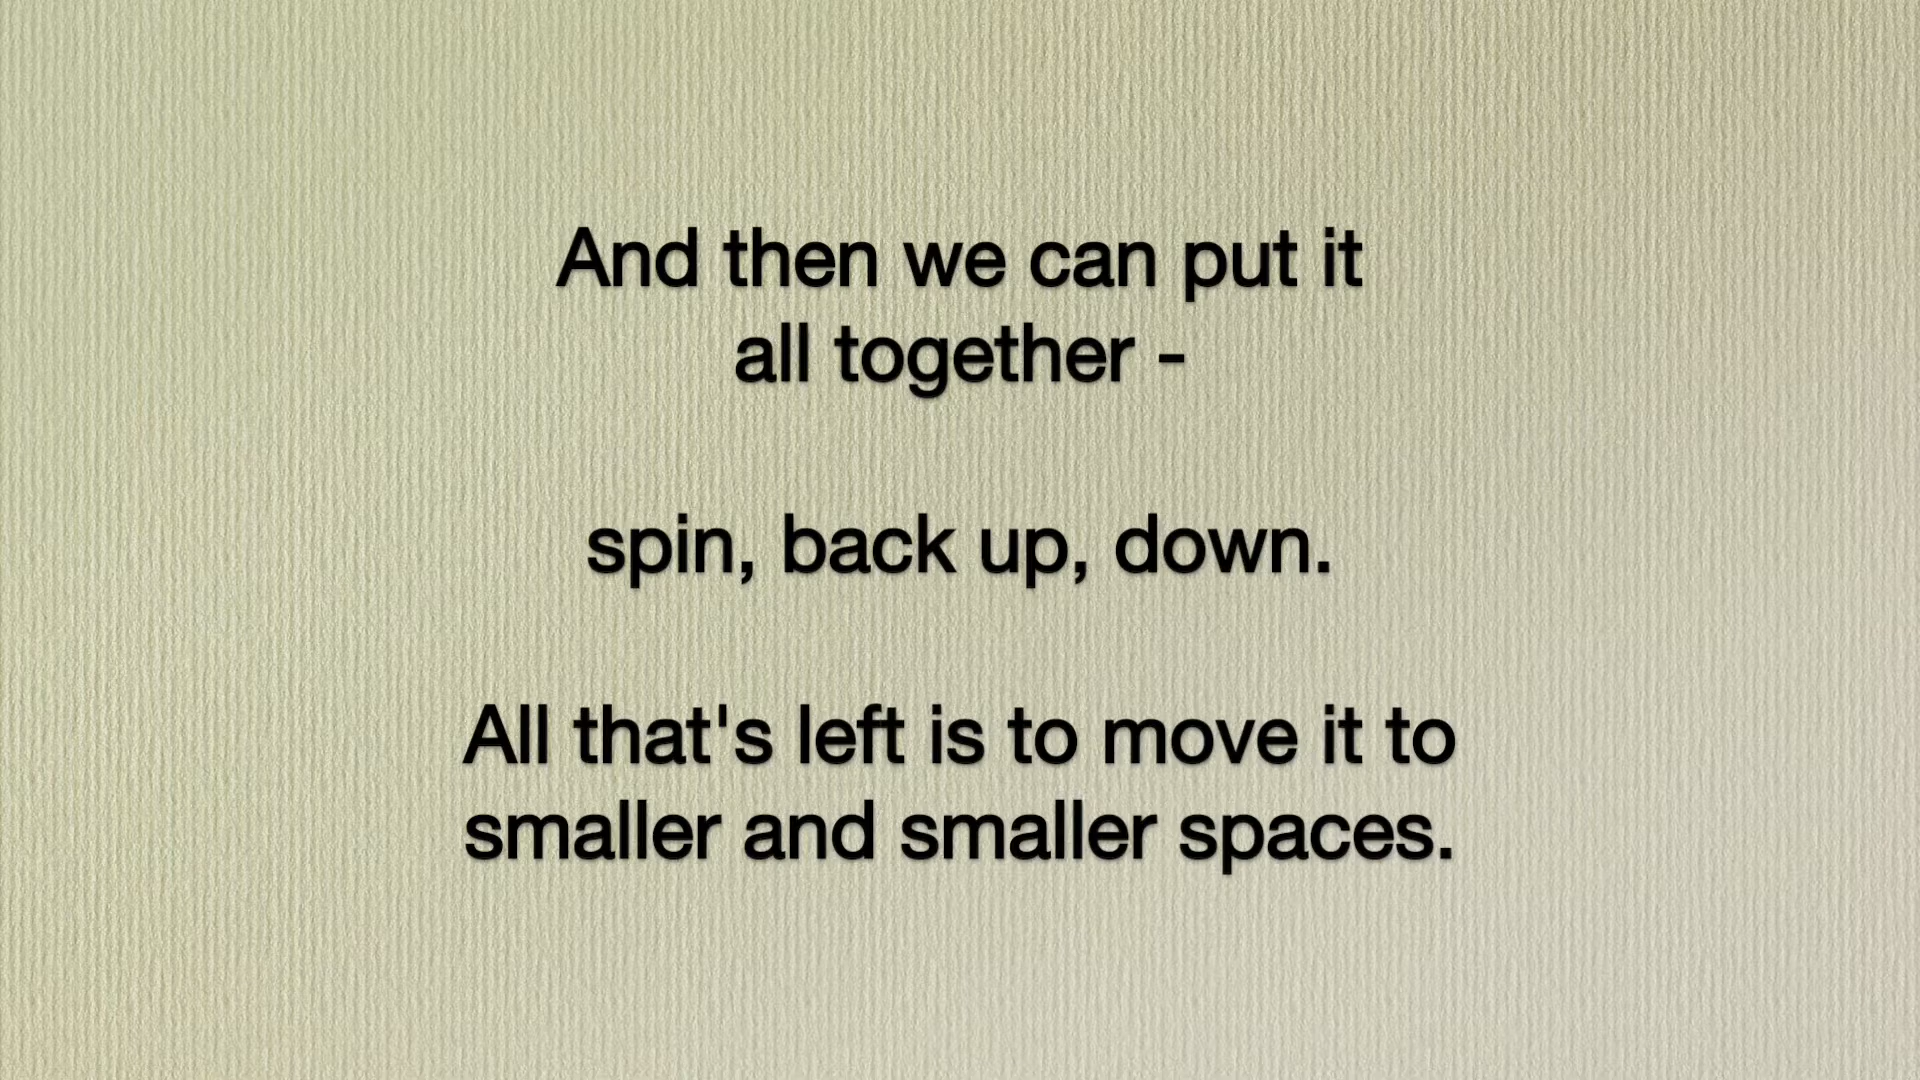 And then we can put it
all together -
spin, back up, down.
All that's left is to move it to
smaller and smaller spaces.